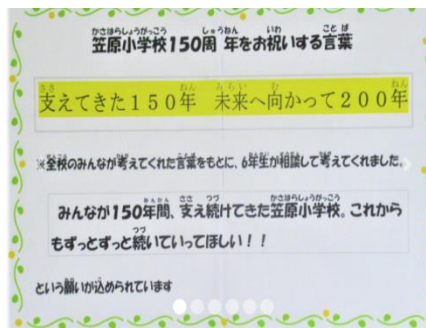 笠原小学校150周年をお祝いする言葉
支えてきた150年 未来へ向かって200年
※全校のみんなが考えてくれた言葉をもとに、6年生が相談して考えてくれました。
みんなが150年間、支え続けてきた笠原小学校。これから
もずっとずっと続いていってほしい!!
という願いが込められています